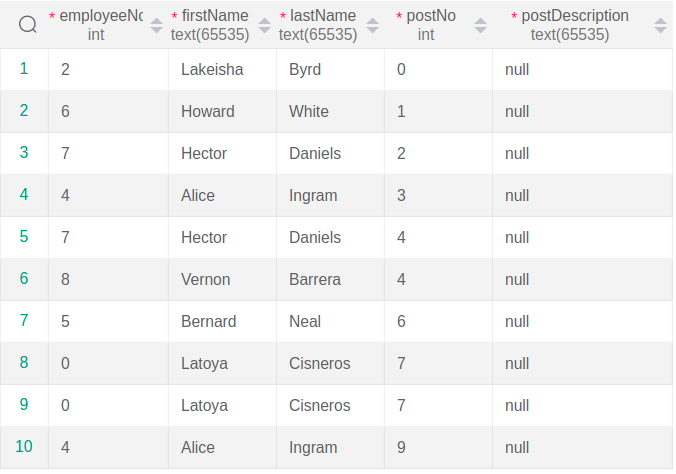 * employeeNo * firstName * lastName * postNo * postDescription
int text(65535) text(65535) int text(65535)
1 2 Lakeisha Byrd 0 null
2 6 Howard White 1 null
3 7 Hector Daniels 2 null
4 4 Alice Ingram 3 null
5 7 Hector Daniels 4 null
6 8 Vernon Barrera 4 null
7 5 Bernard Neal 6 null
8 0 Latoya Cisneros 7 null
9 0 Latoya Cisneros 7 null
10 4 Alice Ingram 9 null